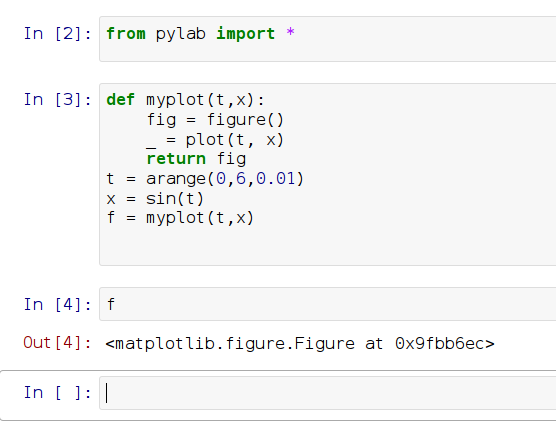 In [2]: from pylab import *
In [3]: def myplot(t,x):
    fig = figure()
    _ = plot(t, x)
    return fig
t = arange(0,6,0.01)
x = sin(t)
f = myplot(t,x)
In [4]: f
Out[4]: <matplotlib.figure.Figure at 0x9fbb6ec>
In [ ]: